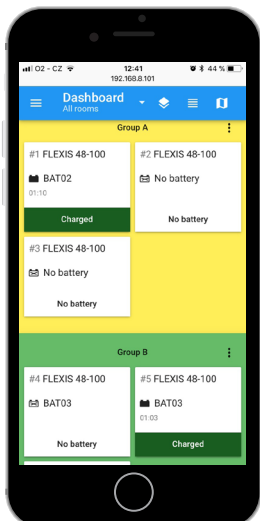 O2 - CZ 12:41 44 %
192.168.8.101
Dashboard
All rooms
Group A
#1 FLEXIS 48-100
BAT02
01:10
Charged
#2 FLEXIS 48-100
No battery
No battery
#3 FLEXIS 48-100
No battery
No battery
Group B
#4 FLEXIS 48-100
BAT03
No battery
#5 FLEXIS 48-100
BAT03
01:03
Charged